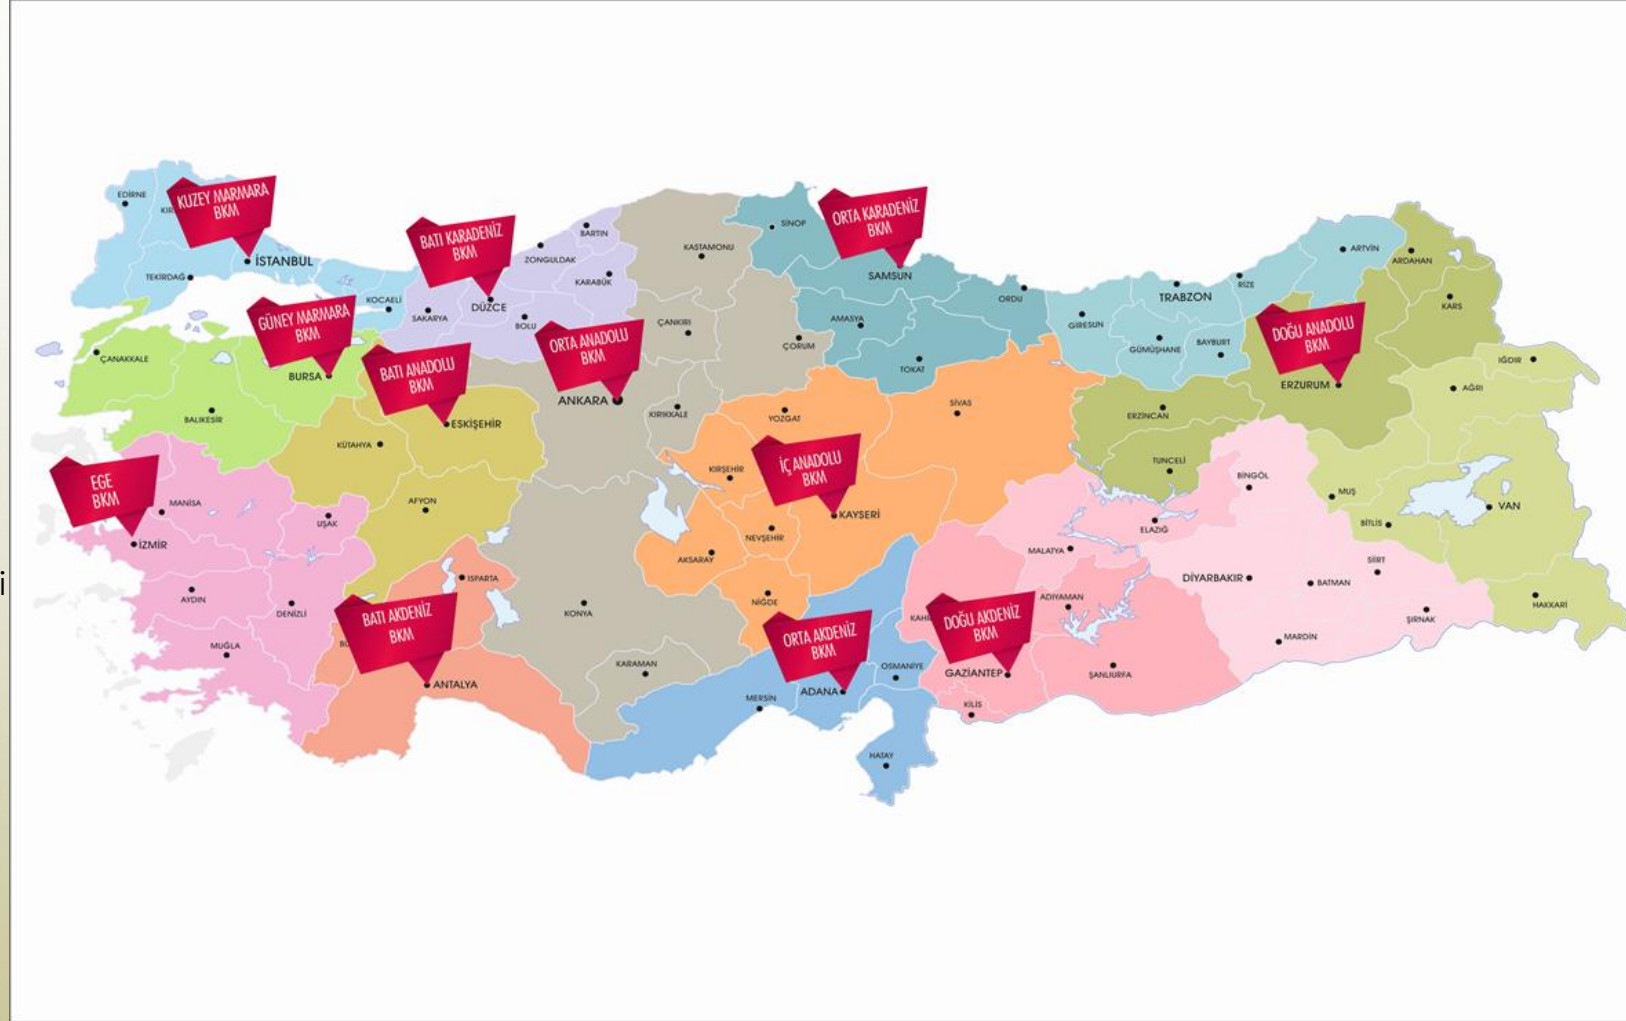 EDİRNE
KUZEY MARMARA
BKM
KIR
İSTANBUL
TEKİRDAĞ
KOCAELİ
BATI KARADENİZ
BKM
BARTIN
ZONGULDAK
KARABÜK
DÜZCE
SAKARYA
BOLU
KASTAMONU
SİNOP
ORTA KARADENİZ
BKM
SAMSUN
ORDU
AMASYA
TOKAT
ÇANKIRI
ÇORUM
GİRESUN
TRABZON
RİZE
GÜMÜŞHANE
BAYBURT
ARTVİN
ARDAHAN
KARS
DOĞU ANADOLU
BKM
ERZURUM
IĞDIR
AĞRI
ERZİNCAN
TUNCELİ
GÜNEY MARMARA
BKM
ÇANAKKALE
BURSA
BALIKESİR
BATI ANADOLU
BKM
ESKİŞEHİR
KÜTAHYA
AFYON
ORTA ANADOLU
BKM
ANKARA
KIRIKKALE
YOZGAT
SİVAS
KIRŞEHİR
İÇ ANADOLU
BKM
KAYSERİ
NEVŞEHİR
AKSARAY
NİĞDE
EGE
BKM
MANİSA
UŞAK
İZMİR
AYDIN
DENİZLİ
MUĞLA
i
ISPARTA
BATI AKDENİZ
BKM
BU
ANTALYA
KONYA
KARAMAN
ORTA AKDENİZ
BKM
MERSİN
ADANA
OSMANİYE
HATAY
DOĞU AKDENİZ
BKM
KAHR
GAZİANTEP
KİLİS
ADIYAMAN
MALATYA
ŞANLIURFA
ELAZIĞ
BİNGÖL
MUŞ
BİTLİS
VAN
DİYARBAKIR
BATMAN
SİİRT
MARDİN
ŞIRNAK
HAKKARİ